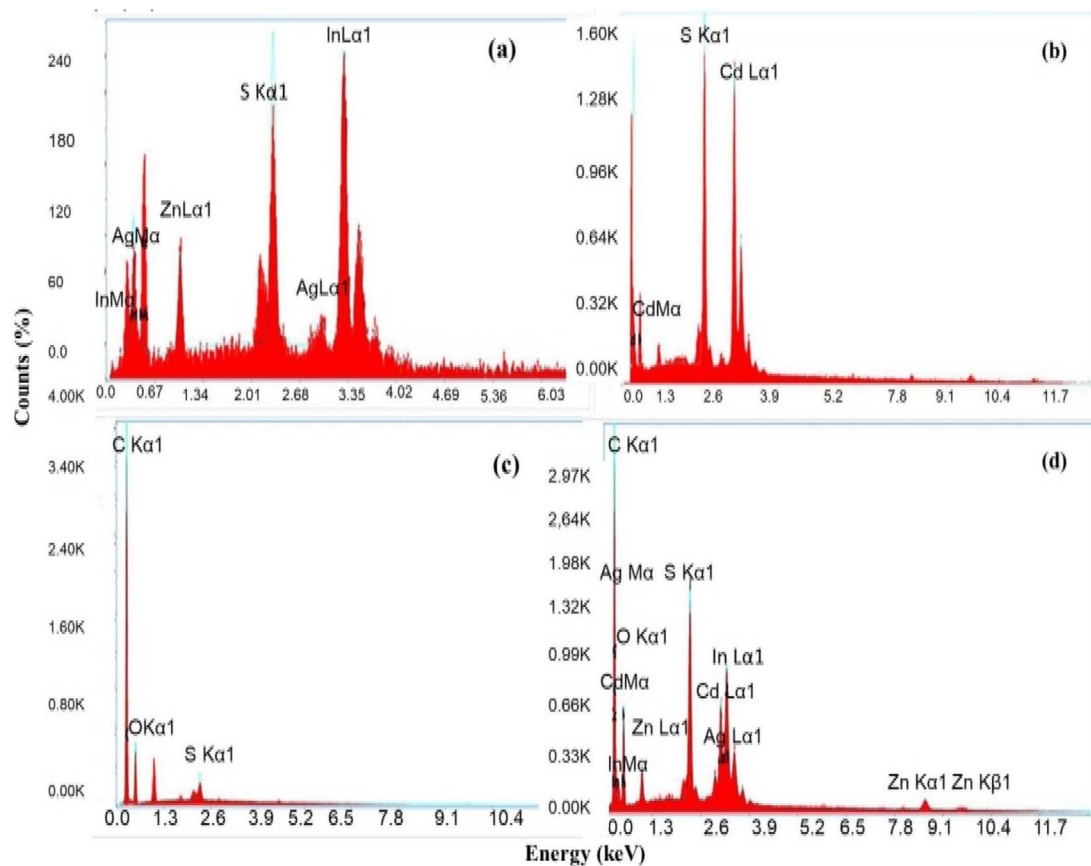 (a)
240
180
120
60
0.0
InLα1
S Kα1
ZnLα1
AgMα
InMα
AgLα1
0.0 0.67 1.34 2.01 2.68 3.35 4.02 4.69 5.36 6.03
(b)
1.60K
1.28K
0.96K
0.64K
0.32K
0.00K
S Kα1
Cd Lα1
CdMα
0.0 1.3 2.6 3.9 5.2 6.5 7.8 9.1 10.4 11.7
Counts (%)
(c)
4.00K
3.40K
2.40K
1.60K
0.80K
0.00K
C Kα1
OKα1
S Kα1
0.0 1.3 2.6 3.9 5.2 6.5 7.8 9.1 10.4
(d)
2.97K
2,64K
1.98K
1.32K
0.99K
0.66K
0.33K
0.00K
C Kα1
Ag Mα
S Kα1
O Kα1
In Lα1
CdMα
Cd Lα1
Zn Lα1
Ag Lα1
InMα
Zn Kα1 Zn Kβ1
0.0 1.3 2.6 3.9 5.2 6.5 7.8 9.1 10.4 11.7
Energy (keV)